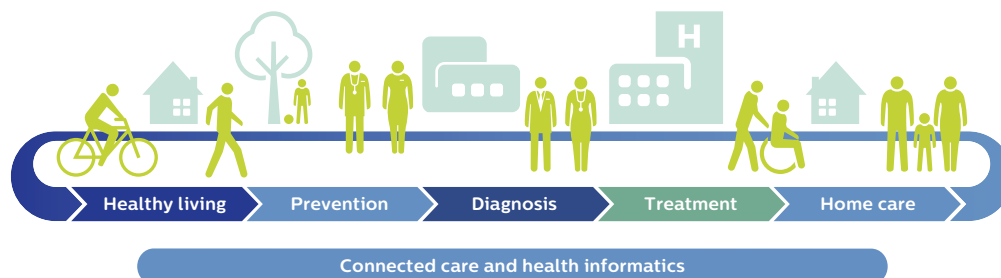 H
Healthy living
Prevention
Diagnosis
Treatment
Home care
Connected care and health informatics